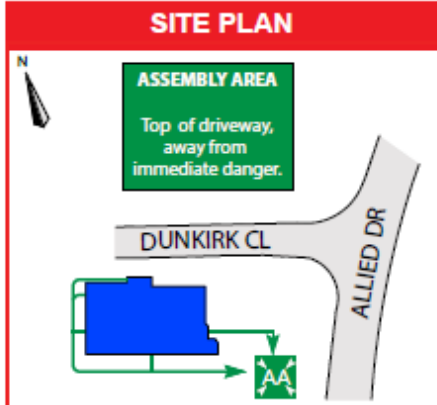 SITE PLAN
N
ASSEMBLY AREA
Top of driveway,
away from
immediate danger.
DUNKIRK CL
ALLIED DR
AA